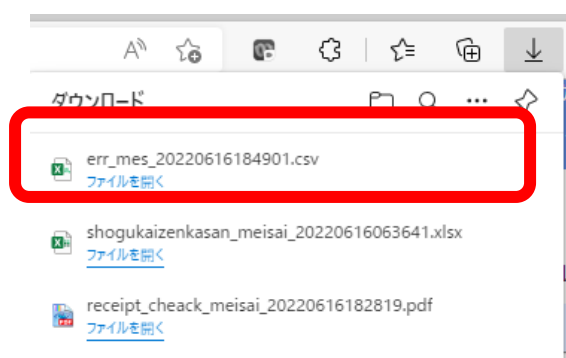 ダウンロード
err_mes_20220616184901.csv
ファイルを開く
shogukaizenkasan_meisai_20220616063641.xlsx
ファイルを開く
receipt_cheack_meisai_20220616182819.pdf
ファイルを開く